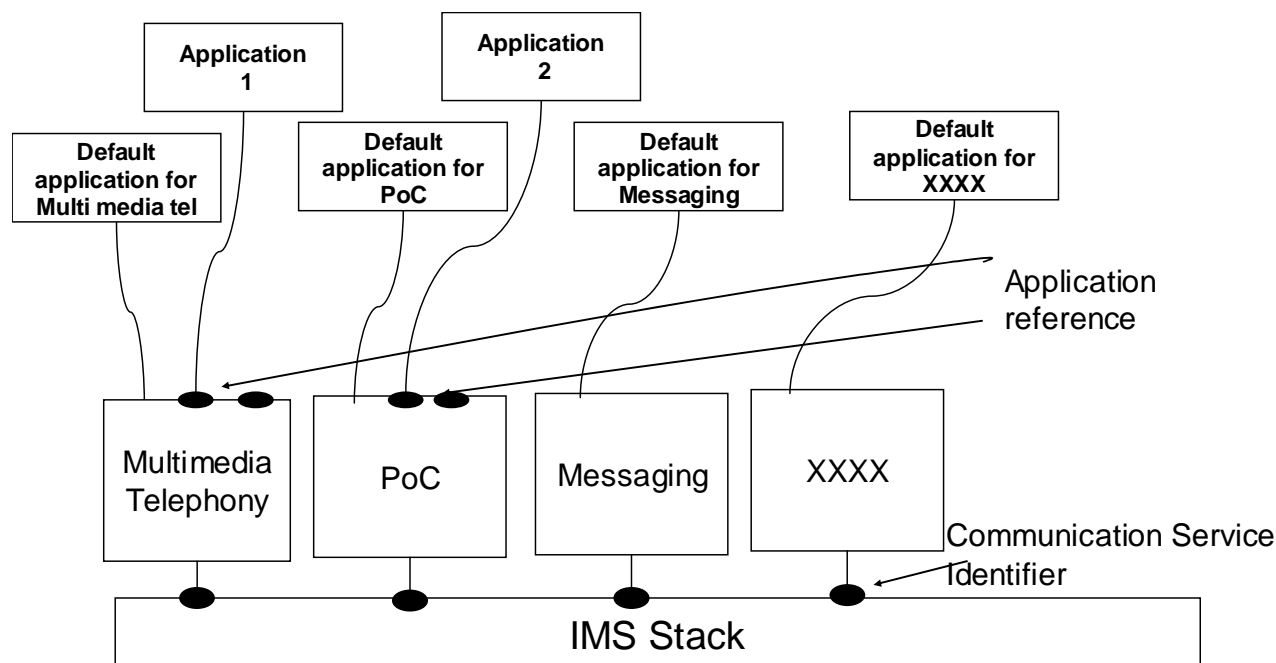 Application
1
Application
2
Default
application for
Multi media tel
Default
application for
PoC
Default
application for
Messaging
Default
application for
XXXX
Application
reference
Multimedia
Telephony
PoC
Messaging
XXXX
Communication Service
Identifier
IMS Stack